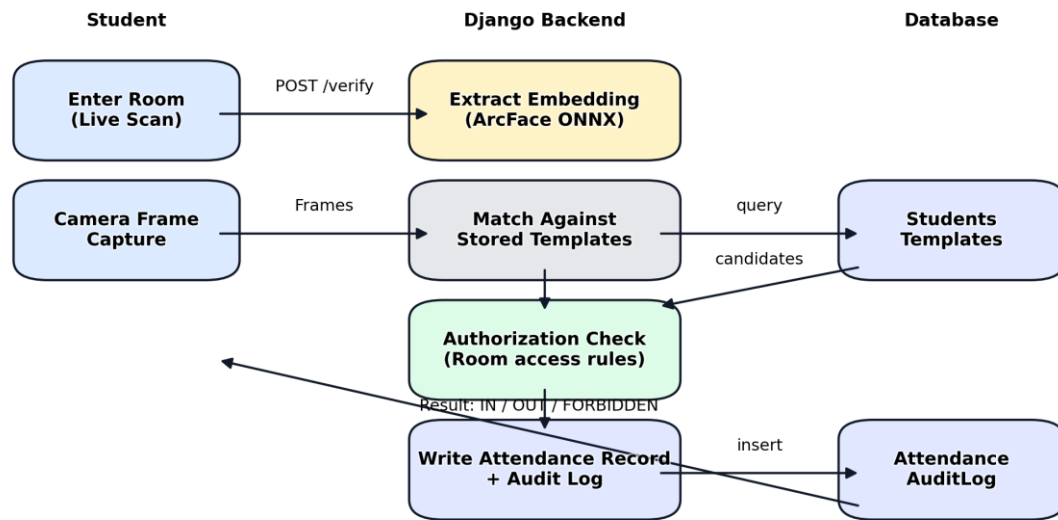 Student
Django Backend
Database
Enter Room
(Live Scan)
POST /verify
Extract Embedding
(ArcFace ONNX)
Camera Frame
Capture
Frames
Match Against
Stored Templates
query
Students
Templates
candidates
Authorization Check
(Room access rules)
Result: IN / OUT / FORBIDDEN
Write Attendance Record
+ Audit Log
insert
Attendance
AuditLog